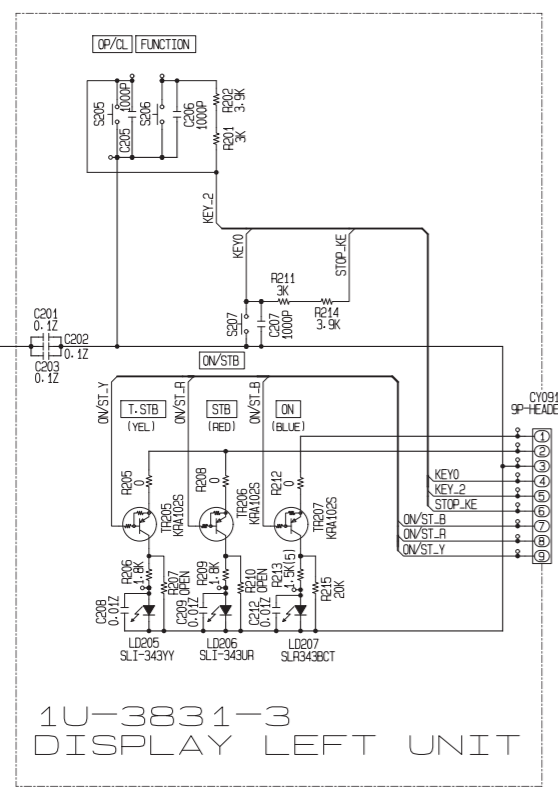 OP/CL FUNCTION
S205
1000P
C205
S206
C206
1000P
R202
3.9K
R201
3K
KEY_2
KEY0
STOP_KE
R211
3K
R214
3.9K
S207
C207
1000P
C201
0.1Z
C202
0.1Z
C203
0.1Z
ON/STB
ON/ST_Y
T.STB
(YEL)
ON/ST_R
STB
(RED)
ON/ST_B
ON
(BLUE)
CY091
9P-HEADE
1
2
3
4
5
6
7
8
9
KEY0
KEY_2
STOP_KE
ON/ST_B
ON/ST_R
ON/ST_Y
R205
0
R208
0
R212
0
TR205
KRA102S
TR206
KRA102S
TR207
KRA102S
R206
1.8K
R207
OPEN
R209
1.8K
R210
OPEN
R213
1.5K(5)
R215
20K
C208
0.01Z
C209
0.01Z
C212
0.01Z
LD205
SLI-343YY
LD206
SLI-343UR
LD207
SLR343BCT
1U-3831-3
DISPLAY LEFT UNIT